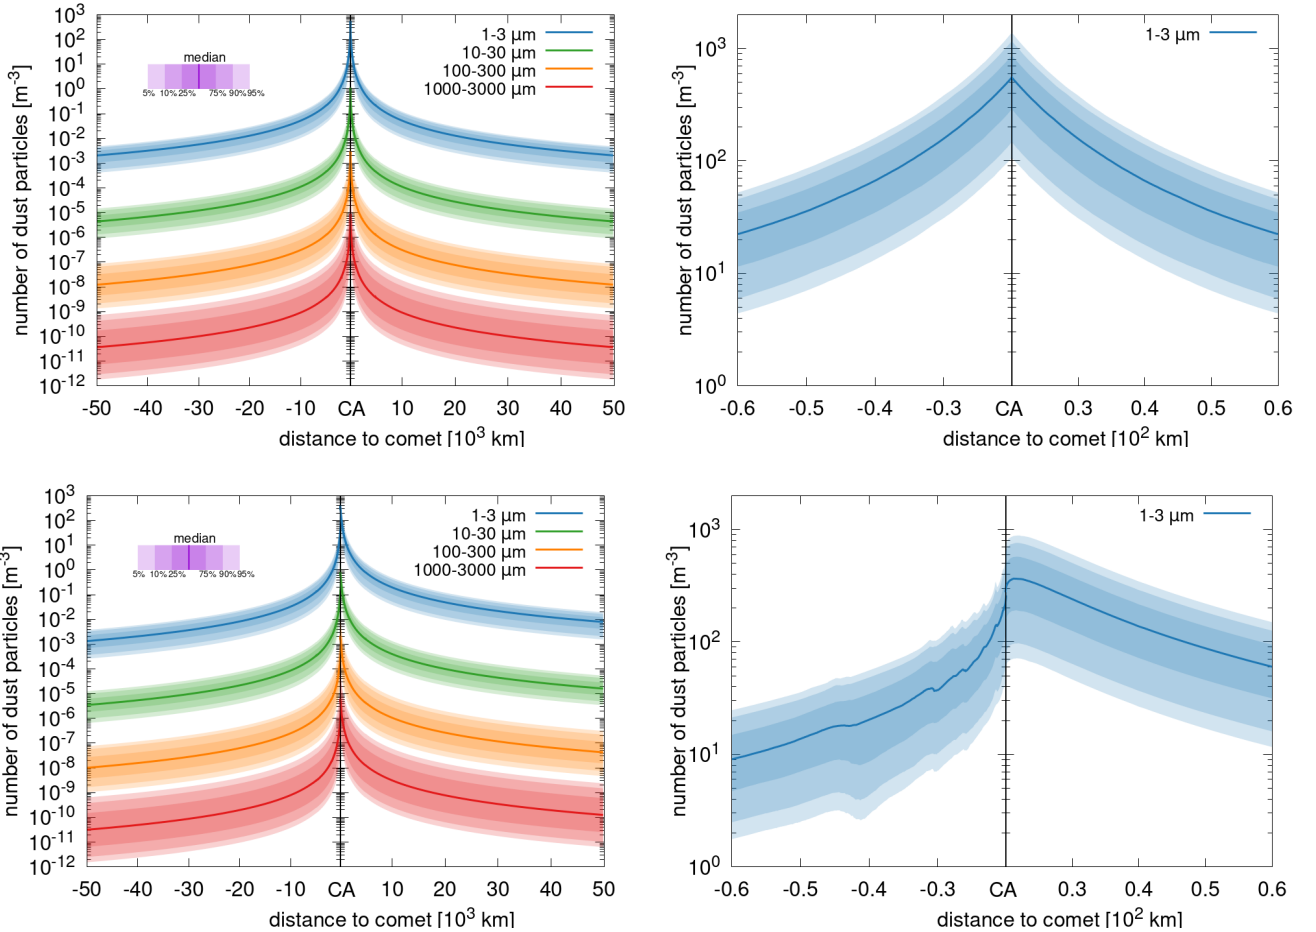 number of dust particles [m-3]
10^3
10^2
10^1
10^0
10^-1
10^-2
10^-3
10^-4
10^-5
10^-6
10^-7
10^-8
10^-9
10^-10
10^-11
10^-12
median
5% 10% 25% 75% 90% 95%
1-3 μm
10-30 μm
100-300 μm
1000-3000 μm
-50 -40 -30 -20 -10 CA 10 20 30 40 50
distance to comet [10^3 km]
number of dust particles [m-3]
10^3
10^2
10^1
10^0
1-3 μm
-0.6 -0.5 -0.4 -0.3 CA 0.3 0.4 0.5 0.6
distance to comet [10^2 km]
number of dust particles [m-3]
10^3
10^2
10^1
10^0
10^-1
10^-2
10^-3
10^-4
10^-5
10^-6
10^-7
10^-8
10^-9
10^-10
10^-11
10^-12
median
5% 10% 25% 75% 90% 95%
1-3 μm
10-30 μm
100-300 μm
1000-3000 μm
-50 -40 -30 -20 -10 CA 10 20 30 40 50
distance to comet [10^3 km]
number of dust particles [m-3]
10^3
10^2
10^1
10^0
1-3 μm
-0.6 -0.5 -0.4 -0.3 CA 0.3 0.4 0.5 0.6
distance to comet [10^2 km]